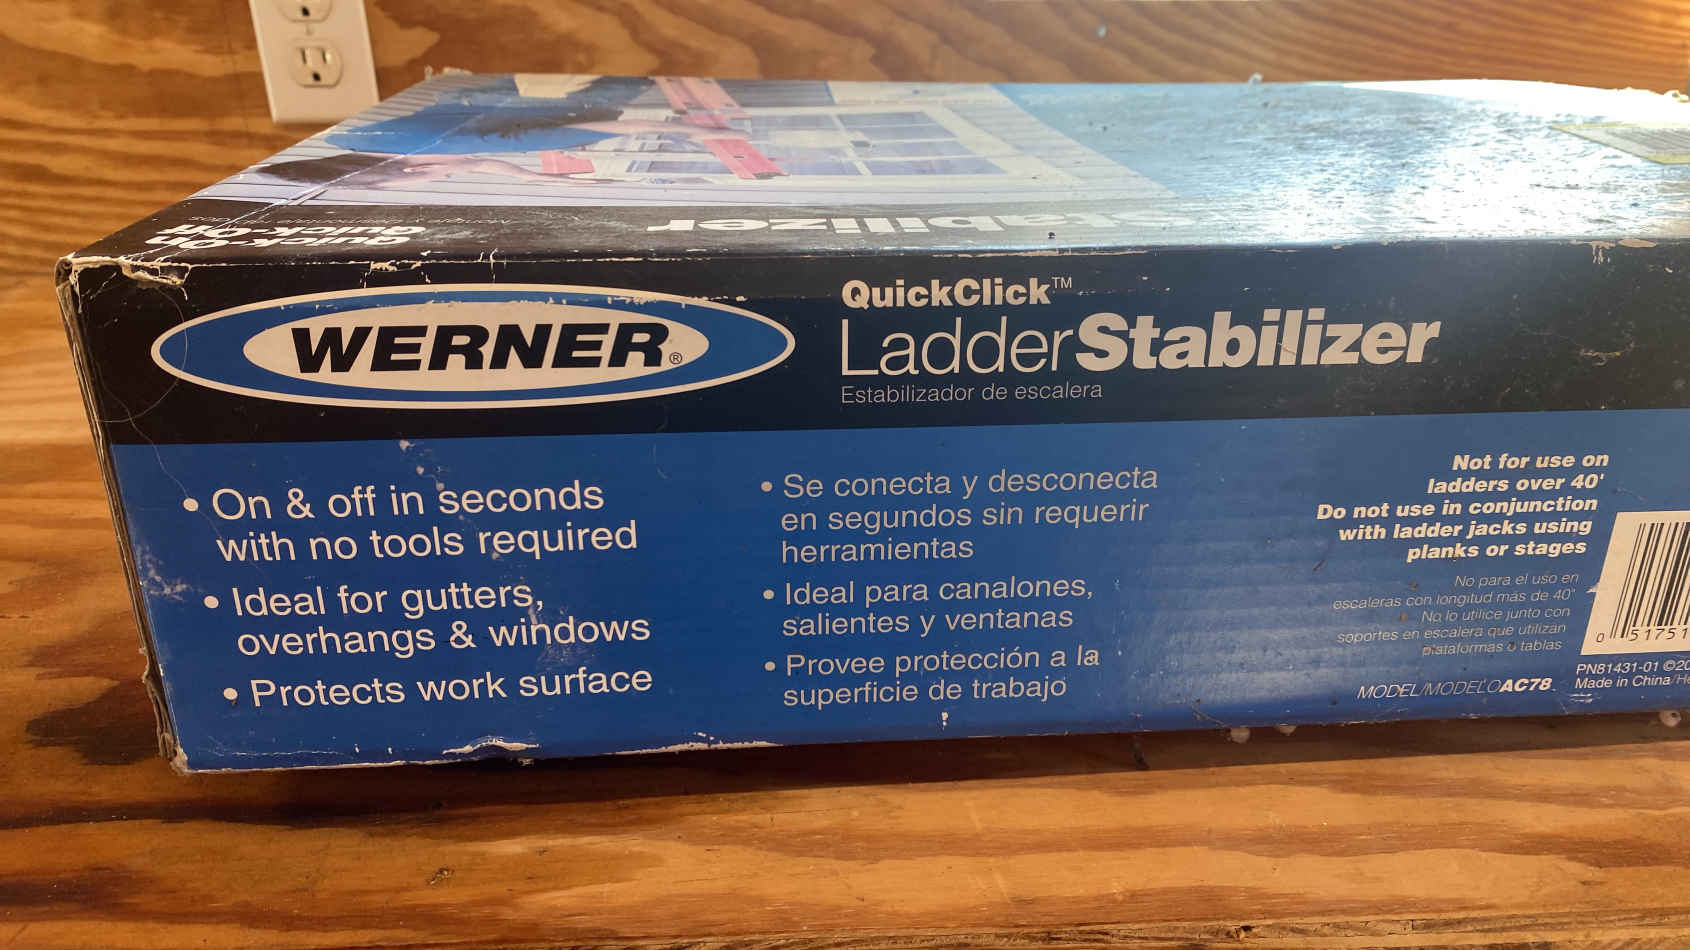 Quick-On
Quick-Off
Stabilizer
WERNER®
QuickClick™
LadderStabilizer
Estabilizador de escalera
• On & off in seconds
with no tools required
• Ideal for gutters,
overhangs & windows
• Protects work surface
• Se conecta y desconecta
en segundos sin requerir
herramientas
• Ideal para canalones,
salientes y ventanas
• Provee protección a la
superficie de trabajo
Not for use on
ladders over 40'
Do not use in conjunction
with ladder jacks using
planks or stages
No para el uso en
escaleras con longitud más de 40'
No lo utilice junto con
soportes en escalera que utilizan
plataformas o tablas
MODEL/MODELO AC78
0 51751
PN81431-01 ©20
Made in China/He